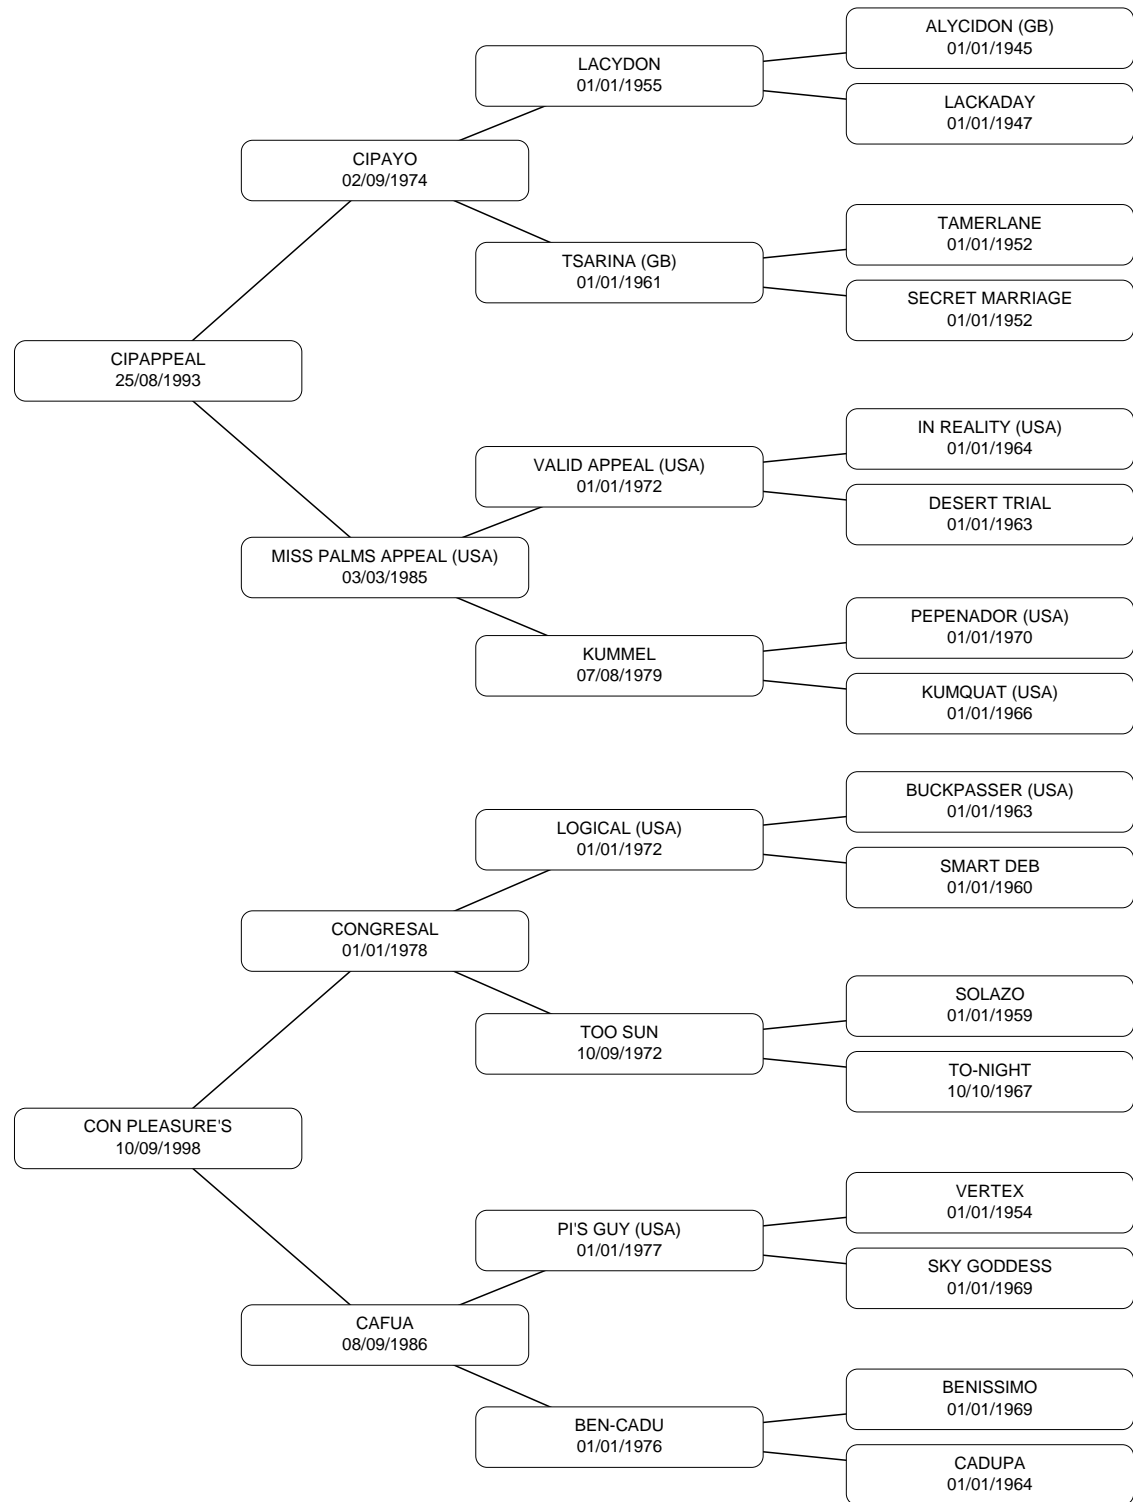 ALYCIDON (GB)
01/01/1945
LACYDON
01/01/1955
LACKADAY
01/01/1947
CIPAYO
02/09/1974
TAMERLANE
01/01/1952
TSARINA (GB)
01/01/1961
SECRET MARRIAGE
01/01/1952
CIPAPPEAL
25/08/1993
IN REALITY (USA)
01/01/1964
VALID APPEAL (USA)
01/01/1972
DESERT TRIAL
01/01/1963
MISS PALMS APPEAL (USA)
03/03/1985
PEPENADOR (USA)
01/01/1970
KUMMEL
07/08/1979
KUMQUAT (USA)
01/01/1966
BUCKPASSER (USA)
01/01/1963
LOGICAL (USA)
01/01/1972
SMART DEB
01/01/1960
CONGRESAL
01/01/1978
SOLAZO
01/01/1959
TOO SUN
10/09/1972
TO-NIGHT
10/10/1967
CON PLEASURE'S
10/09/1998
VERTEX
01/01/1954
PI'S GUY (USA)
01/01/1977
SKY GODDESS
01/01/1969
CAFUA
08/09/1986
BENISSIMO
01/01/1969
BEN-CADU
01/01/1976
CADUPA
01/01/1964